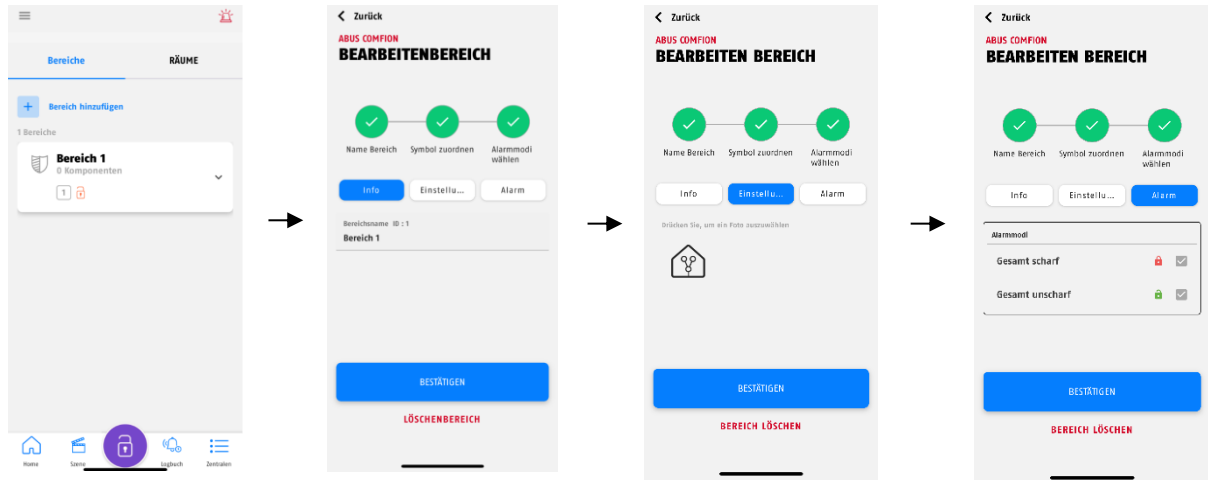 Bereiche RÄUME
+ Bereich hinzufügen
1 Bereiche
Bereich 1
0 Komponenten
1
Home Szene Logbuch Zentralen
Zurück
ABUS COMFION
BEARBEITENBEREICH
Name Bereich Symbol zuordnen Alarmmodi
wählen
Info Einstellu... Alarm
Bereichsname ID : 1
Bereich 1
BESTÄTIGEN
LÖSCHENBEREICH
Zurück
ABUS COMFION
BEARBEITEN BEREICH
Name Bereich Symbol zuordnen Alarmmodi
wählen
Info Einstellu... Alarm
Drücken Sie, um ein Foto auszuwählen
BESTÄTIGEN
BEREICH LÖSCHEN
Zurück
ABUS COMFION
BEARBEITEN BEREICH
Name Bereich Symbol zuordnen Alarmmodi
wählen
Info Einstellu... Alarm
Alarmmodi
Gesamt scharf
Gesamt unscharf
BESTÄTIGEN
BEREICH LÖSCHEN